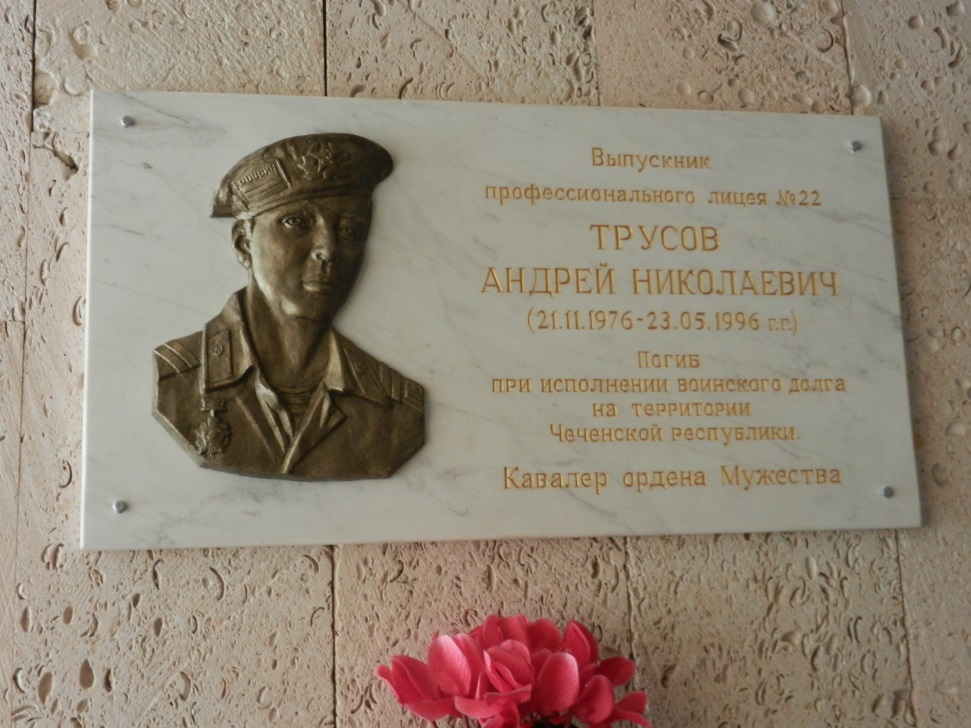 Выпускник
профессионального лицея №22
ТРУСОВ
АНДРЕЙ НИКОЛАЕВИЧ
(21.11.1976-23.05.1996 г.г.)
Погиб
при исполнении воинского долга
на территории
Чеченской республики.
Кавалер ордена Мужества